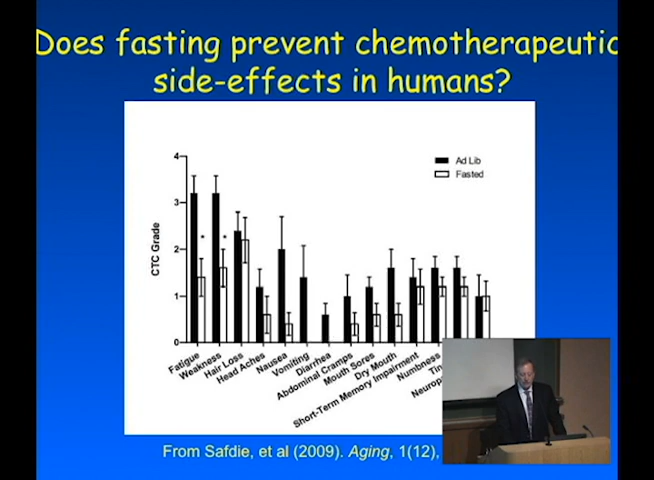 Does fasting prevent chemotherapeutic
side-effects in humans?
4
3
2
1
0
CTC Grade
Ad Lib
Fasted
*
*
Fatigue
Weakness
Hair Loss
Head Aches
Nausea
Vomiting
Diarrhea
Abdominal Cramps
Mouth Sores
Dry Mouth
Short-Term Memory Impairment
Numbness
From Safdie, et al (2009). Aging, 1(12),